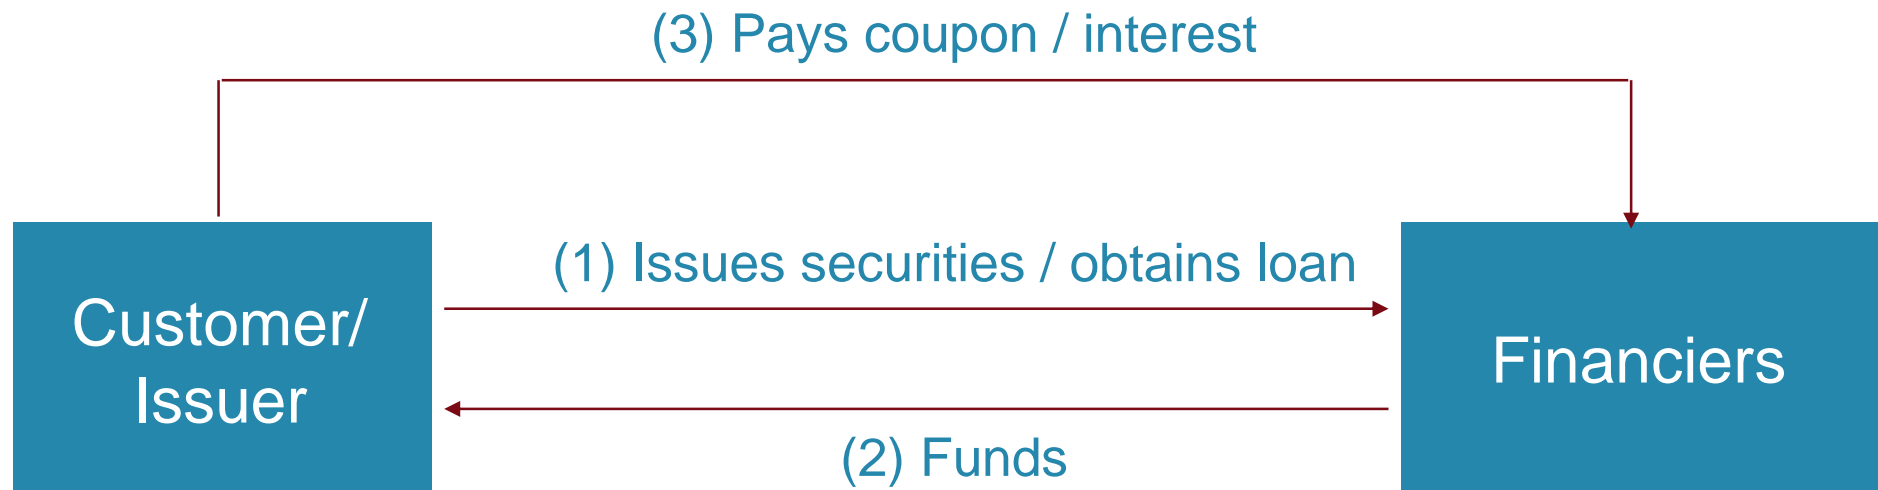 (3) Pays coupon / interest
(1) Issues securities / obtains loan
Customer/
Issuer
Financiers
(2) Funds